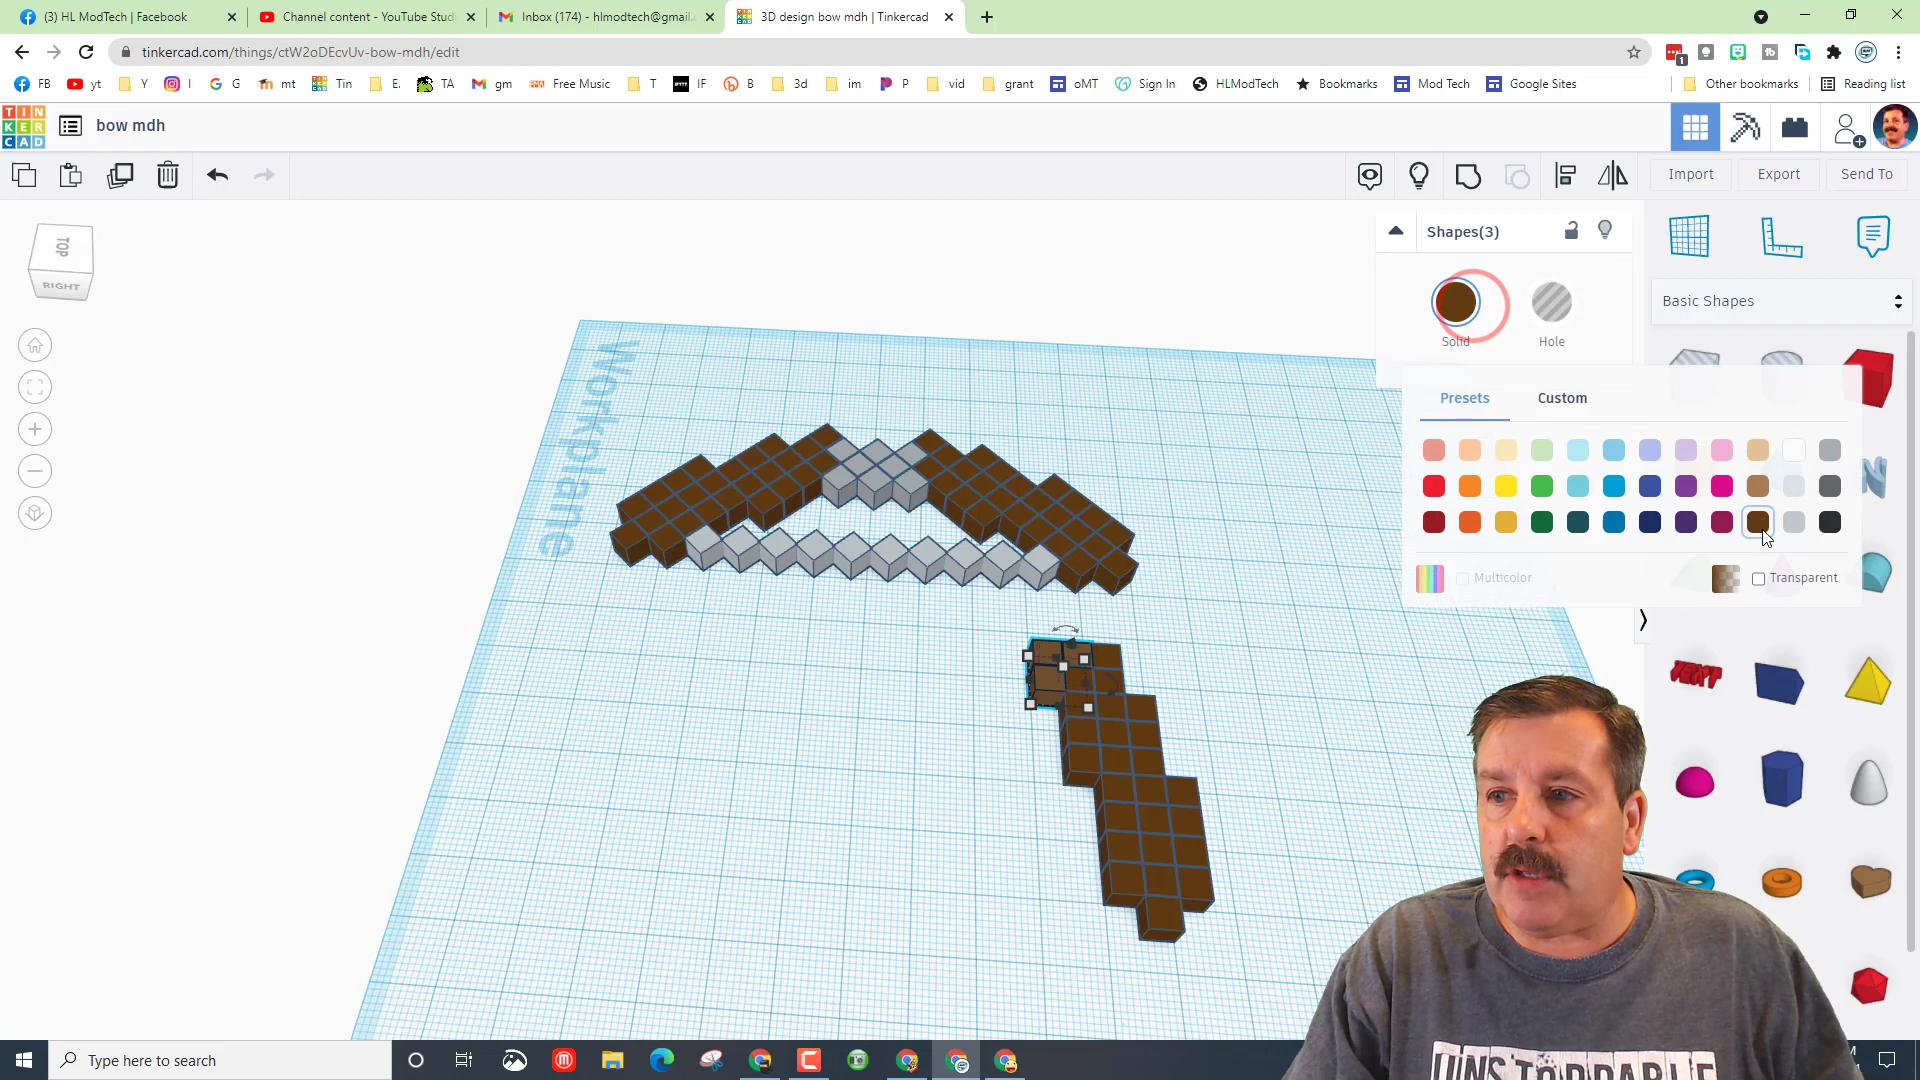 (3) HL ModTech | Facebook
Channel content - YouTube Stud
Inbox (174) - hlmodtech@gmail.
3D design bow mdh | Tinkercad
tinkercad.com/things/ctW2oDEcvUv-bow-mdh/edit
FB yt Y I G G mt Tin E. TA gm Free Music T IF B 3d im P vid grant oMT Sign In HLModTech Bookmarks Mod Tech Google Sites Other bookmarks Reading list
TIN
KER
CAD
bow mdh
Import Export Send To
TOP
RIGHT
Workplane
Shapes(3)
Solid Hole
Basic Shapes
Presets Custom
Multicolor Transparent
TEXT
Type here to search